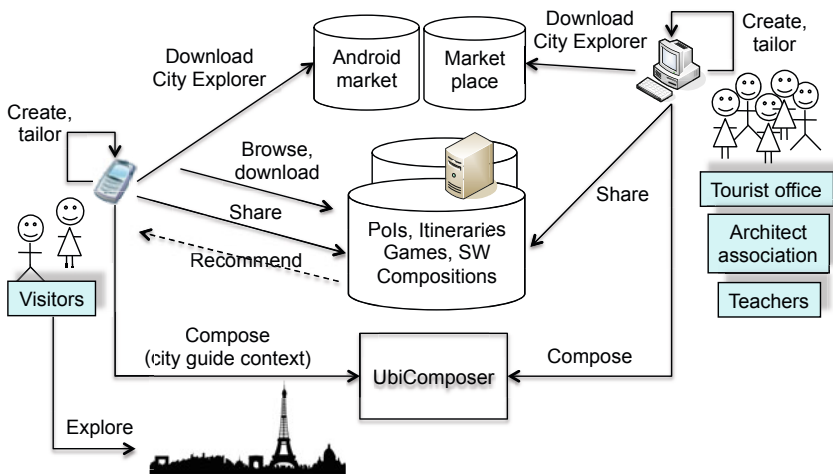 Download
City Explorer
Android
market
Market
place
Download
City Explorer
Create,
tailor
Create,
tailor
Browse,
download
Share
Recommend
PoIs, Itineraries
Games, SW
Compositions
Share
Tourist office
Architect
association
Teachers
Visitors
Compose
(city guide context)
UbiComposer
Compose
Explore